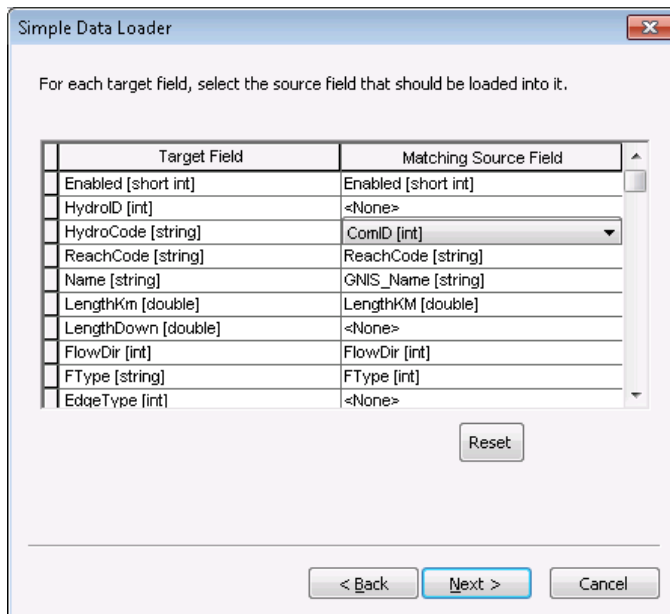 Simple Data Loader
For each target field, select the source field that should be loaded into it.
Target Field Matching Source Field
Enabled [short int] Enabled [short int]
HydroID [int] <None>
HydroCode [string] ComID [int]
ReachCode [string] ReachCode [string]
Name [string] GNIS_Name [string]
LengthKm [double] LengthKM [double]
LengthDown [double] <None>
FlowDir [int] FlowDir [int]
FType [string] FType [int]
EdgeType [int] <None>
Reset
< Back Next > Cancel